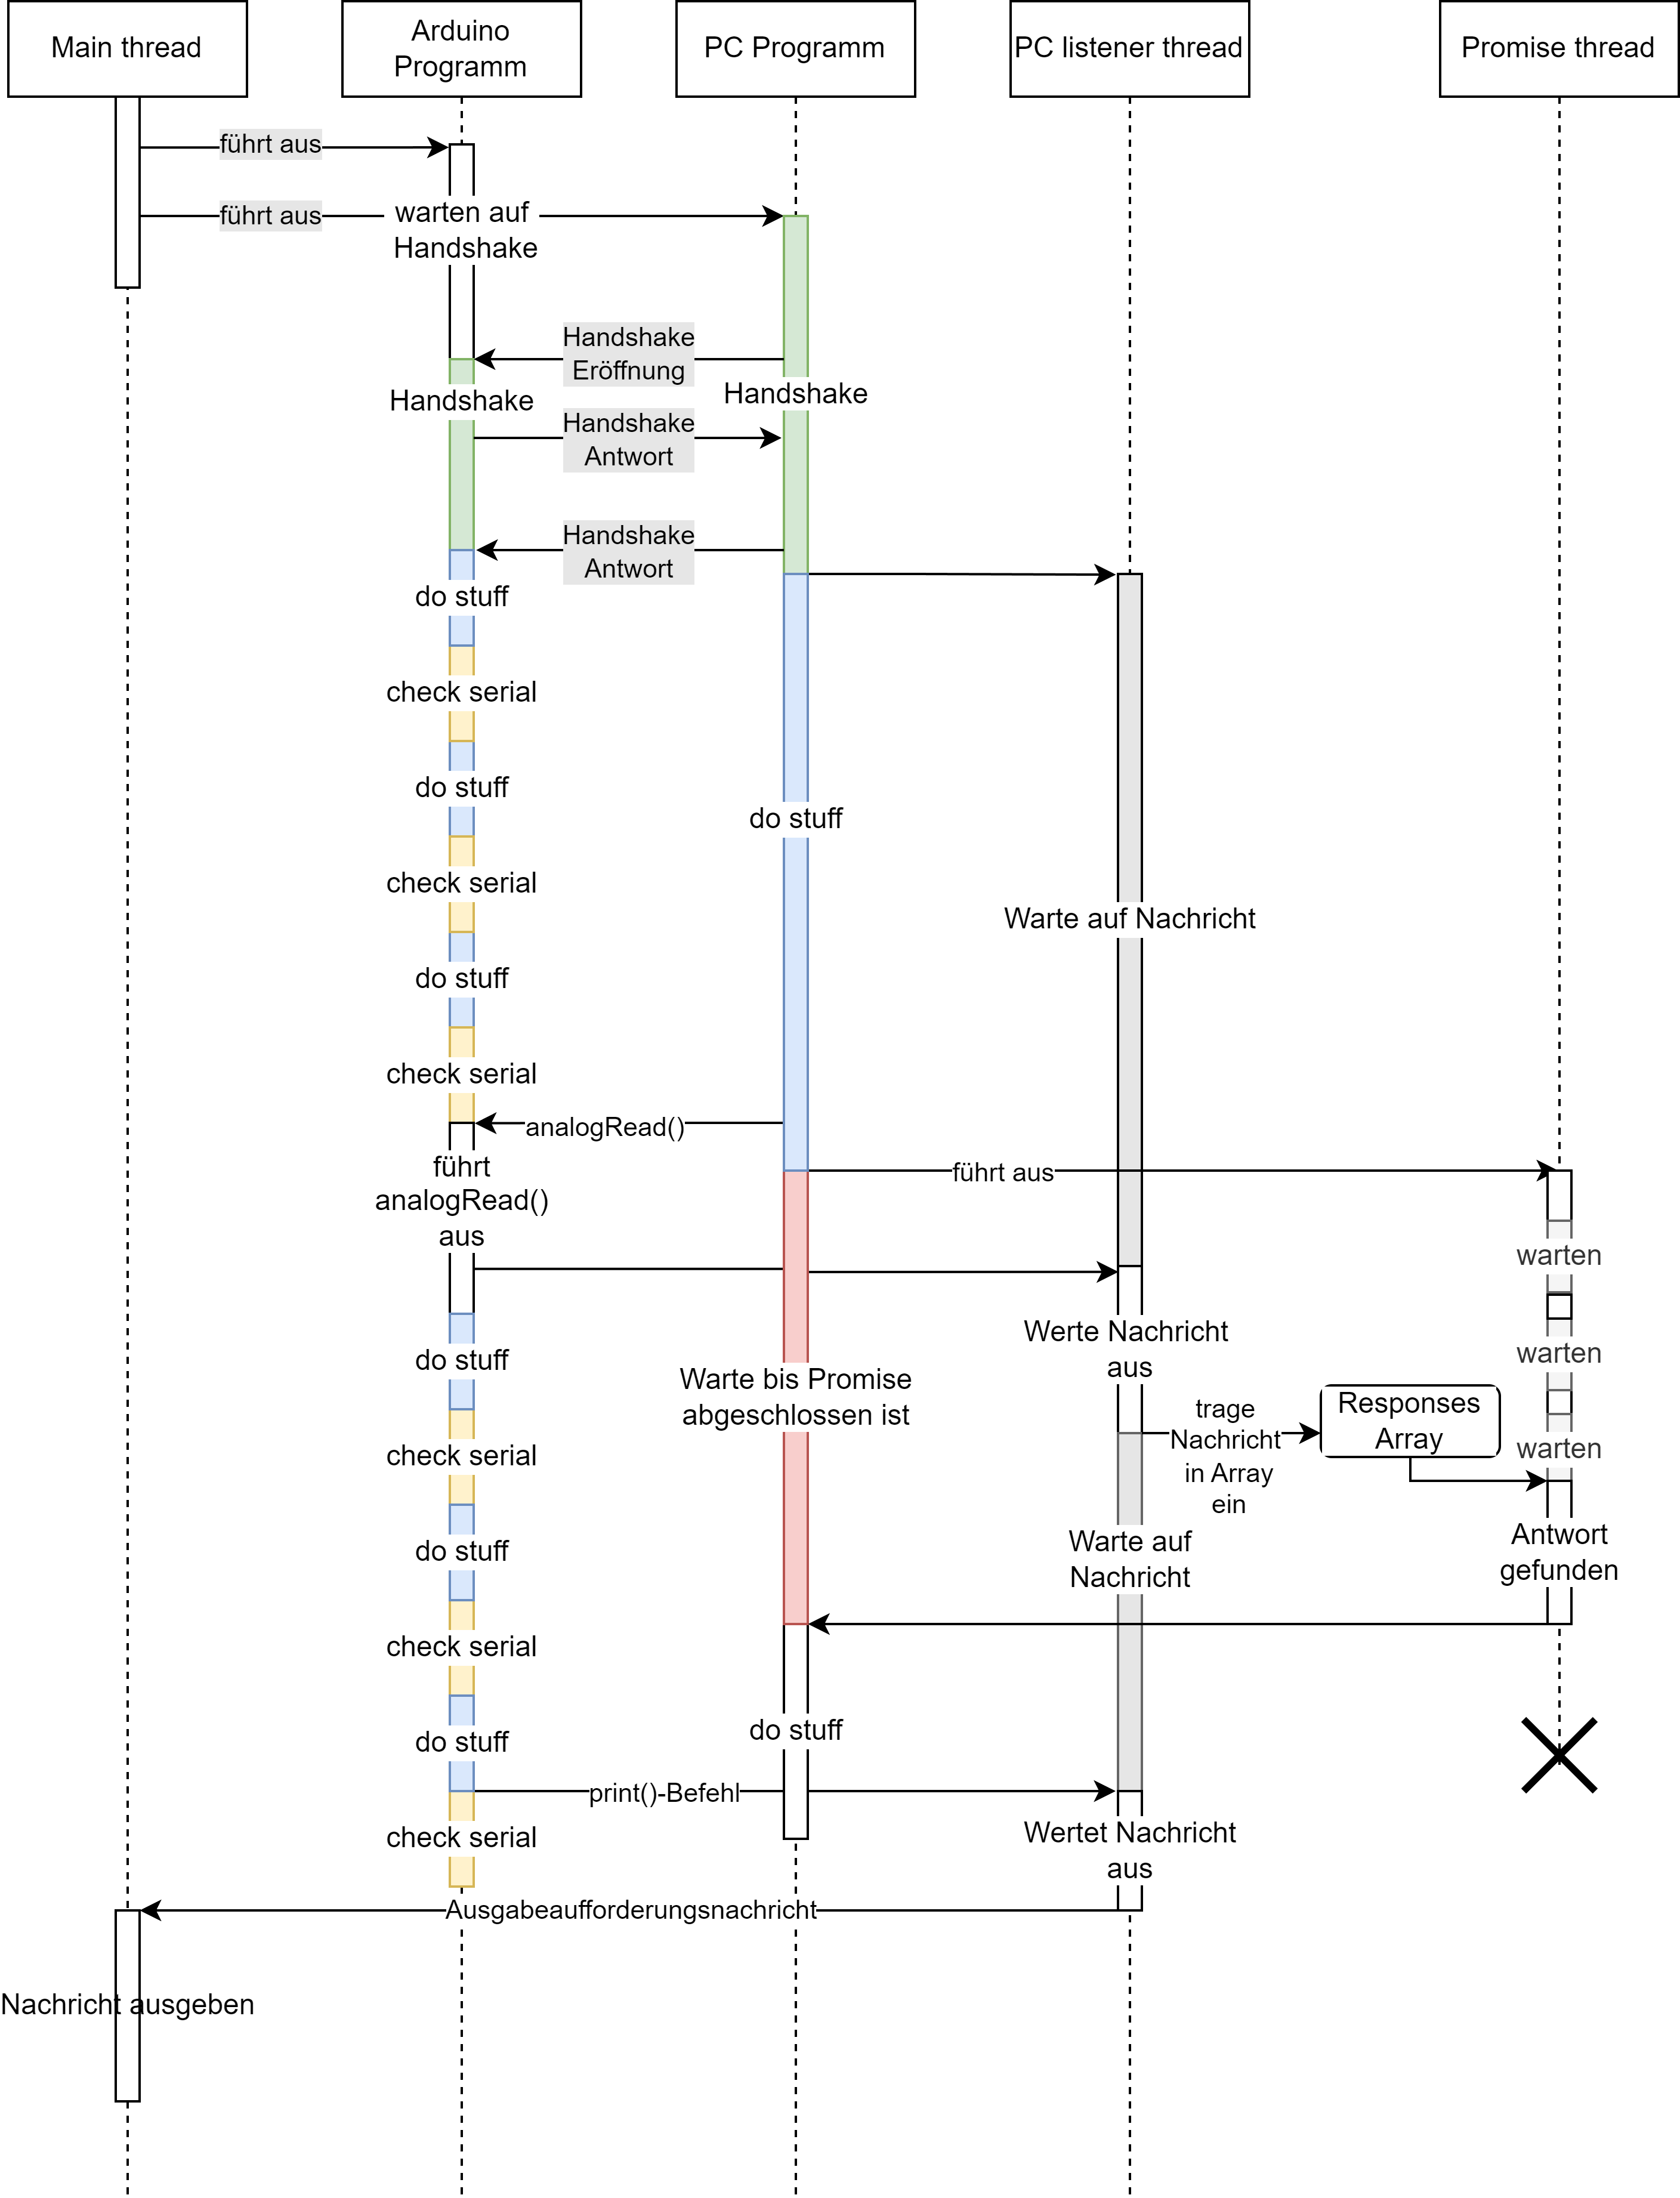 Main thread
Arduino
Programm
PC Programm
PC listener thread
Promise thread
führt aus
führt aus
warten auf
Handshake
Handshake
Eröffnung
Handshake
Handshake
Handshake
Antwort
Handshake
Antwort
do stuff
check serial
do stuff
do stuff
check serial
Warte auf Nachricht
do stuff
check serial
analogRead()
führt
analogRead()
aus
führt aus
warten
Werte Nachricht
aus
do stuff
warten
Warte bis Promise
abgeschlossen ist
Responses
Array
trage
Nachricht
in Array
ein
warten
check serial
Antwort
gefunden
Warte auf
Nachricht
do stuff
check serial
do stuff
do stuff
print()-Befehl
check serial
Wertet Nachricht
aus
Ausgabeaufforderungsnachricht
Nachricht ausgeben